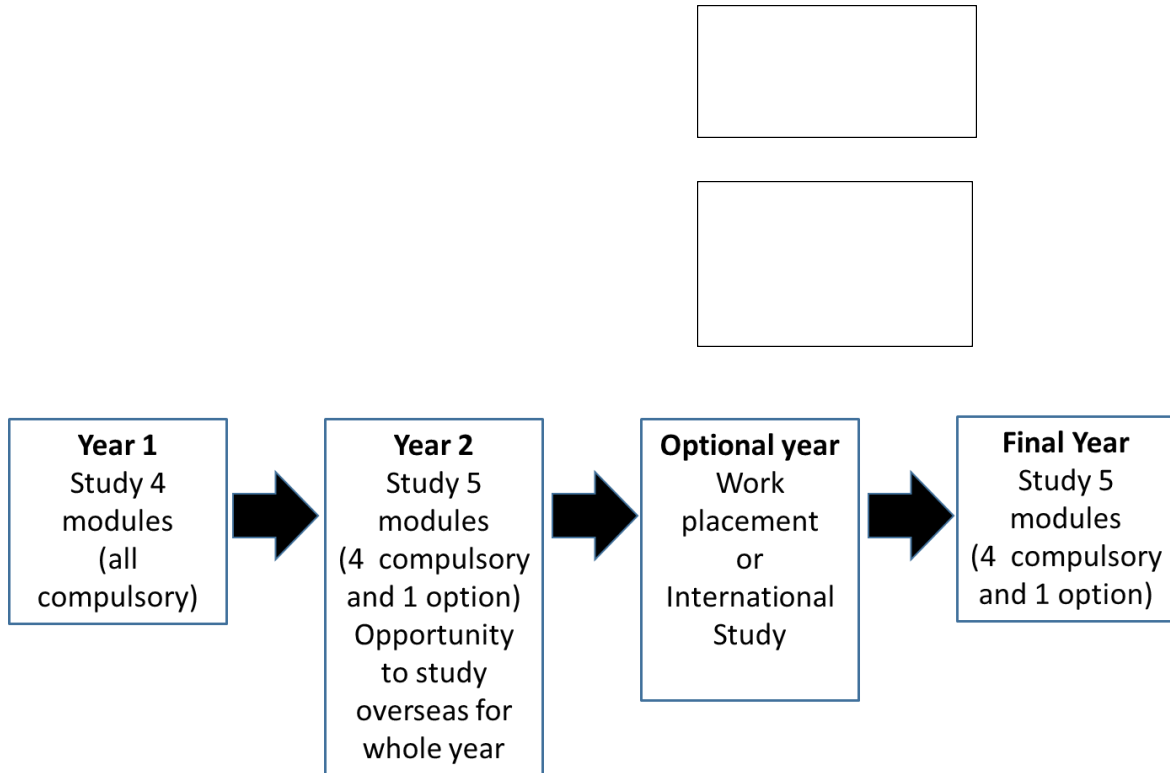 Year 1
Study 4
modules
(all
compulsory)
Year 2
Study 5
modules
(4 compulsory
and 1 option)
Opportunity
to study
overseas for
whole year
Optional year
Work
placement
or
International
Study
Final Year
Study 5
modules
(4 compulsory
and 1 option)